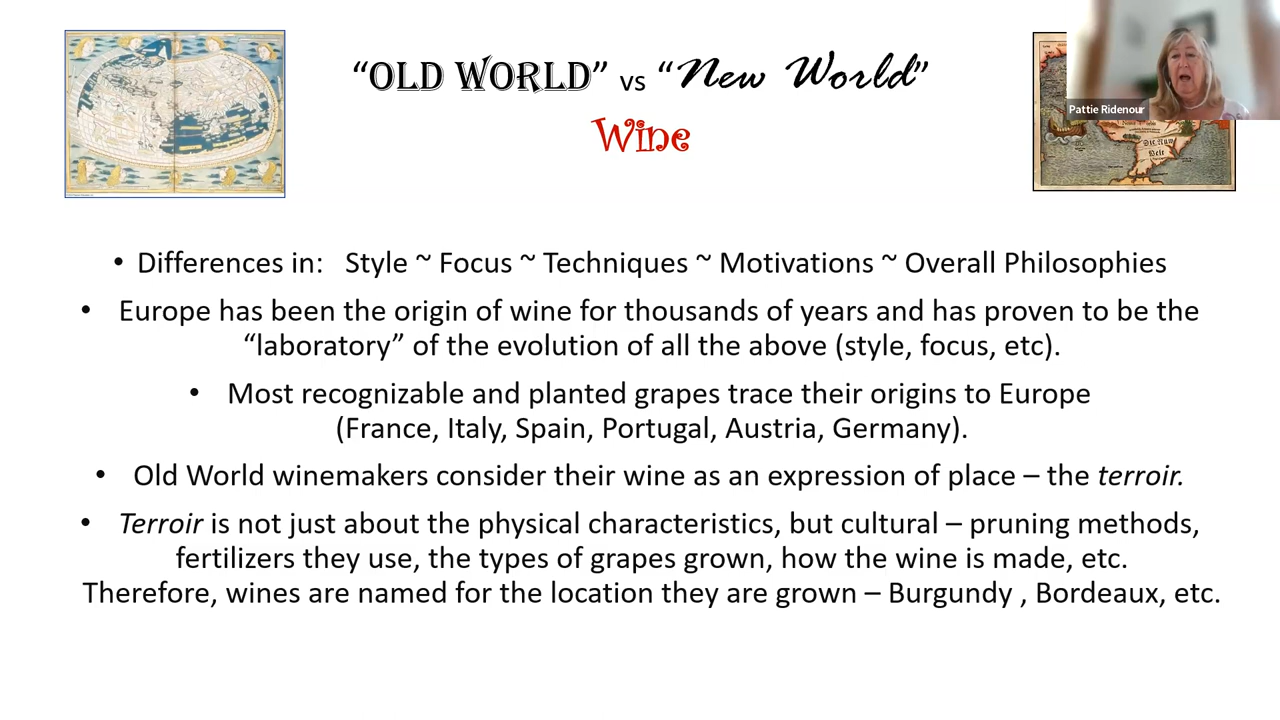 “OLD WORLD” vs “New World”
Wine
Pattie Ridenour
Die Nüw
Welt
• Differences in: Style ~ Focus ~ Techniques ~ Motivations ~ Overall Philosophies
• Europe has been the origin of wine for thousands of years and has proven to be the
“laboratory” of the evolution of all the above (style, focus, etc).
• Most recognizable and planted grapes trace their origins to Europe
(France, Italy, Spain, Portugal, Austria, Germany).
• Old World winemakers consider their wine as an expression of place – the terroir.
• Terroir is not just about the physical characteristics, but cultural – pruning methods,
fertilizers they use, the types of grapes grown, how the wine is made, etc.
Therefore, wines are named for the location they are grown – Burgundy , Bordeaux, etc.